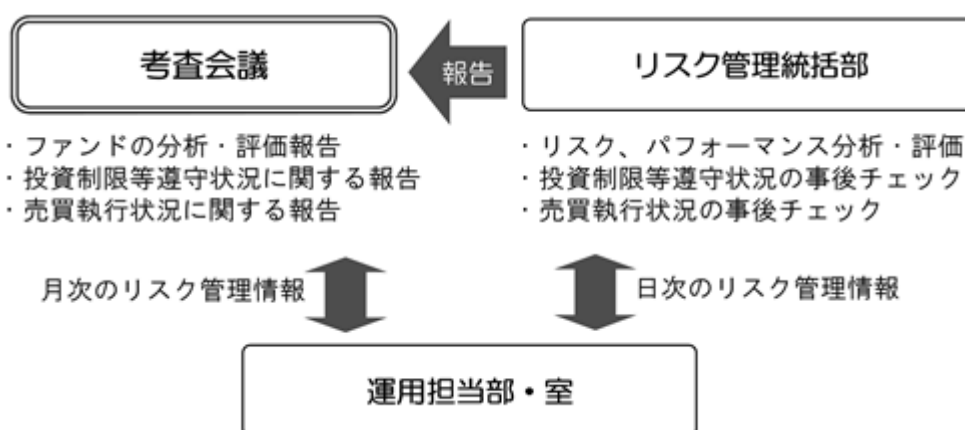 考査会議
報告
リスク管理統括部
・ファンドの分析・評価報告
・投資制限等遵守状況に関する報告
・売買執行状況に関する報告
・リスク、パフォーマンス分析・評価
・投資制限等遵守状況の事後チェック
・売買執行状況の事後チェック
月次のリスク管理情報
日次のリスク管理情報
運用担当部・室